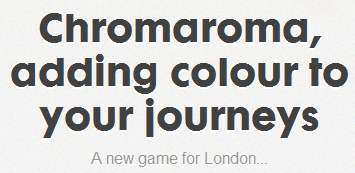 Chromaroma,
adding colour to
your journeys
A new game for London...